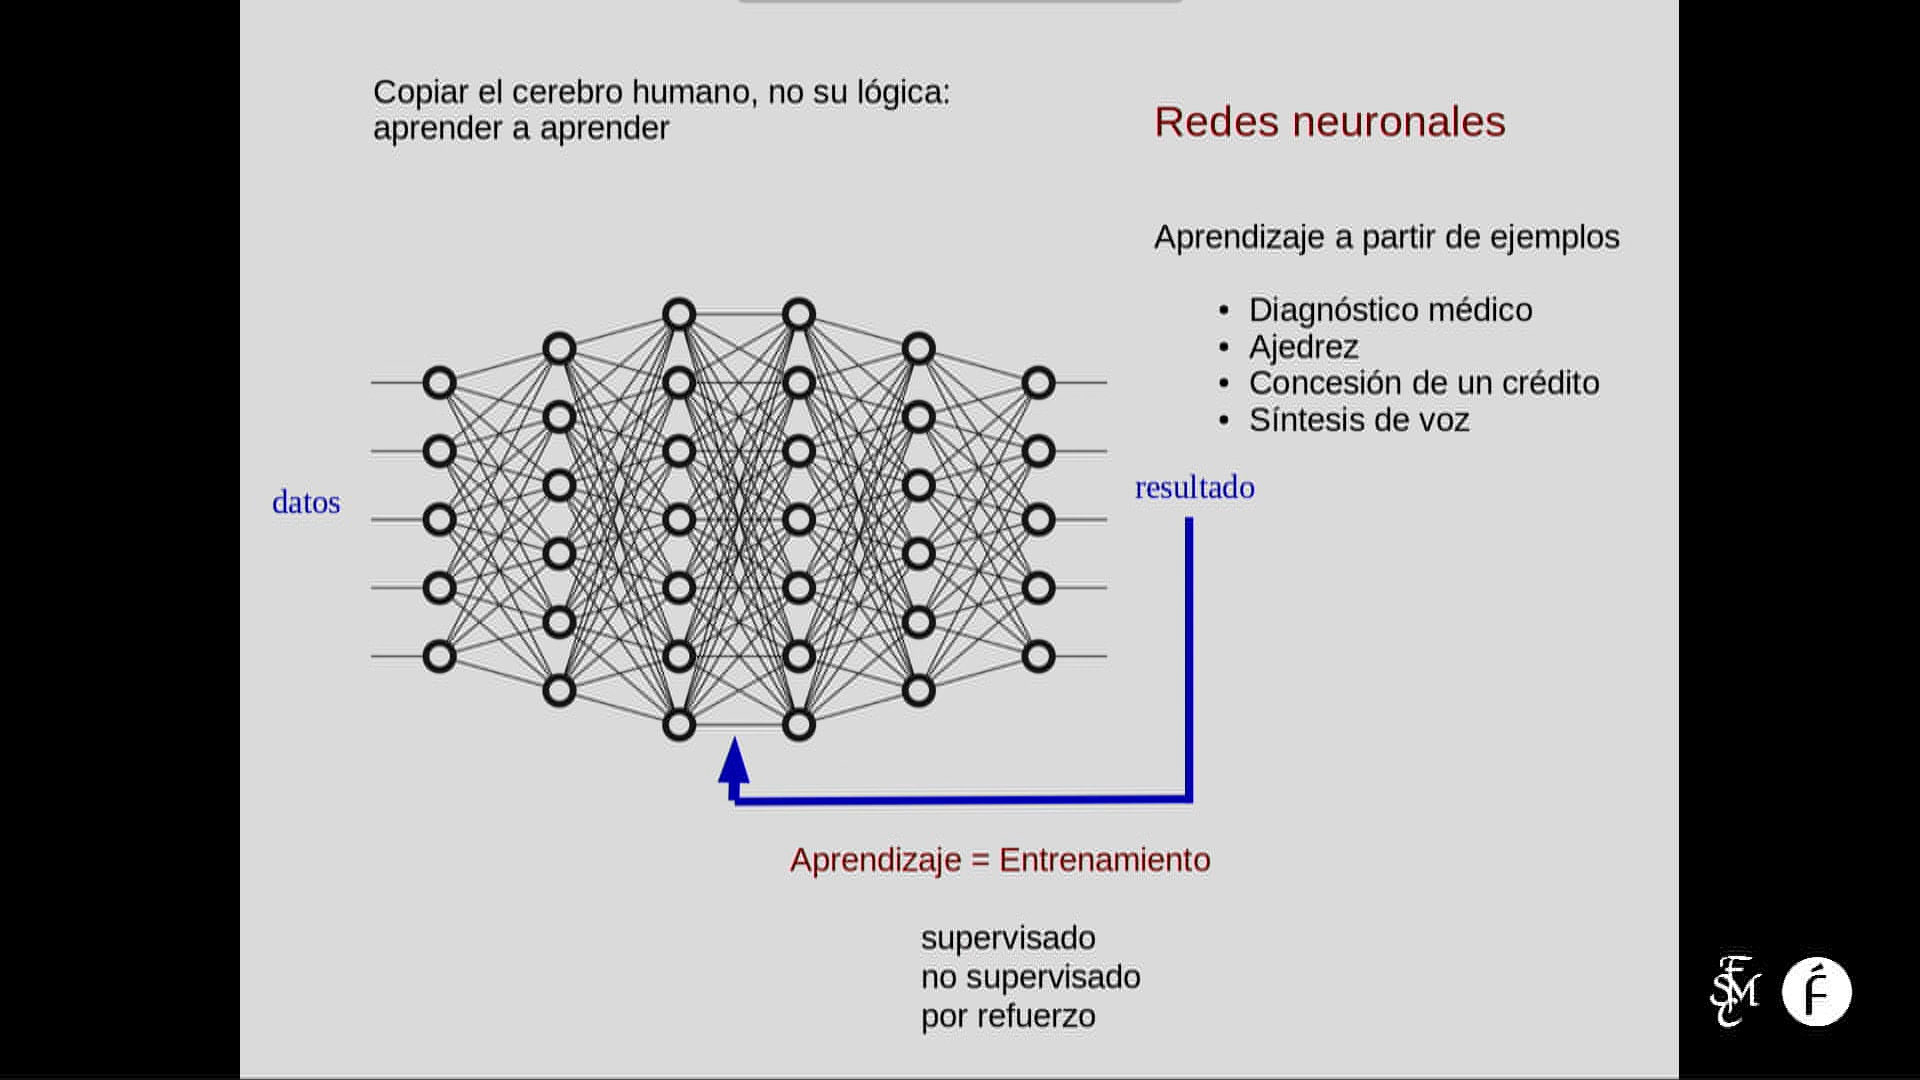 Copiar el cerebro humano, no su lógica:
aprender a aprender
Redes neuronales
Aprendizaje a partir de ejemplos
• Diagnóstico médico
• Ajedrez
• Concesión de un crédito
• Síntesis de voz
datos
resultado
Aprendizaje = Entrenamiento
supervisado
no supervisado
por refuerzo
É